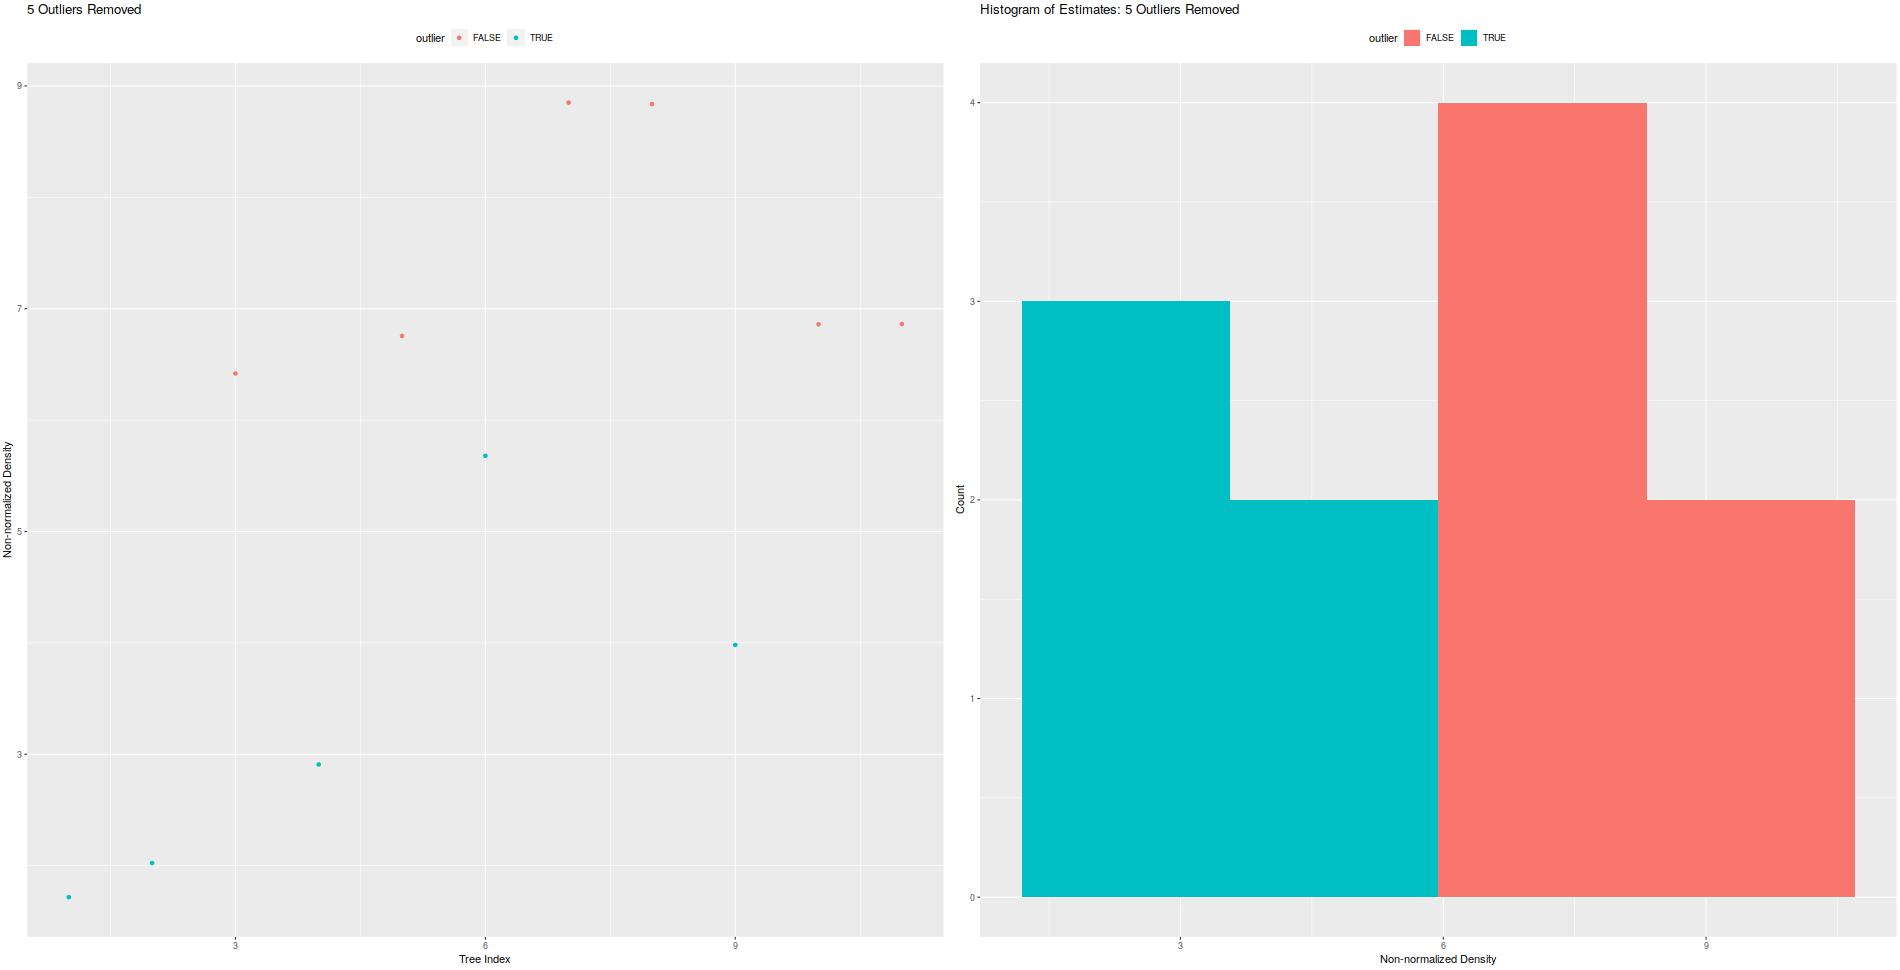 5 Outliers Removed
outlier FALSE TRUE
9
7
5
3
Non-normalized Density
3 6 9
Tree Index
Histogram of Estimates: 5 Outliers Removed
outlier FALSE TRUE
4
3
2
1
0
Count
3 6 9
Non-normalized Density